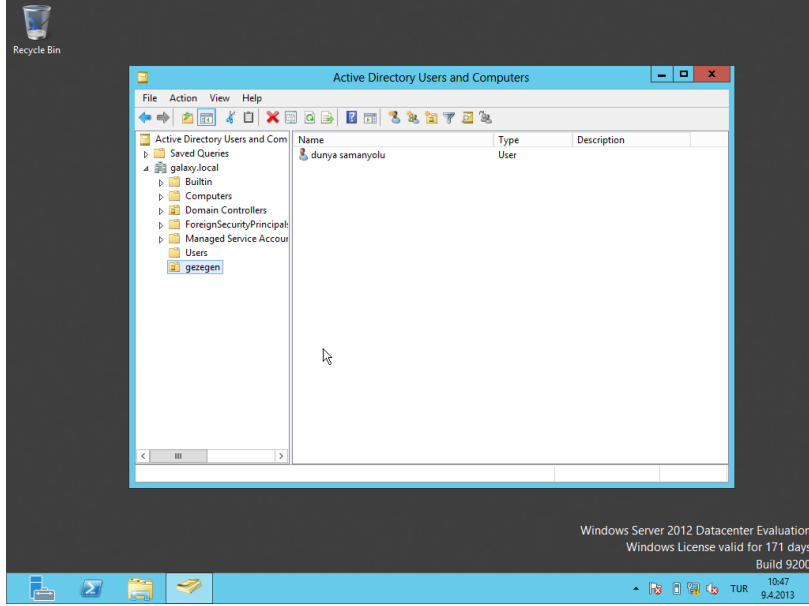 Recycle Bin
Active Directory Users and Computers
File Action View Help
Active Directory Users and Com
Saved Queries
galaxy.local
Builtin
Computers
Domain Controllers
ForeignSecurityPrincipals
Managed Service Accour
Users
gezegen
Name Type Description
dunya samanyolu User
Windows Server 2012 Datacenter Evaluation
Windows License valid for 171 days
Build 9200
TUR
10:47
9.4.2013